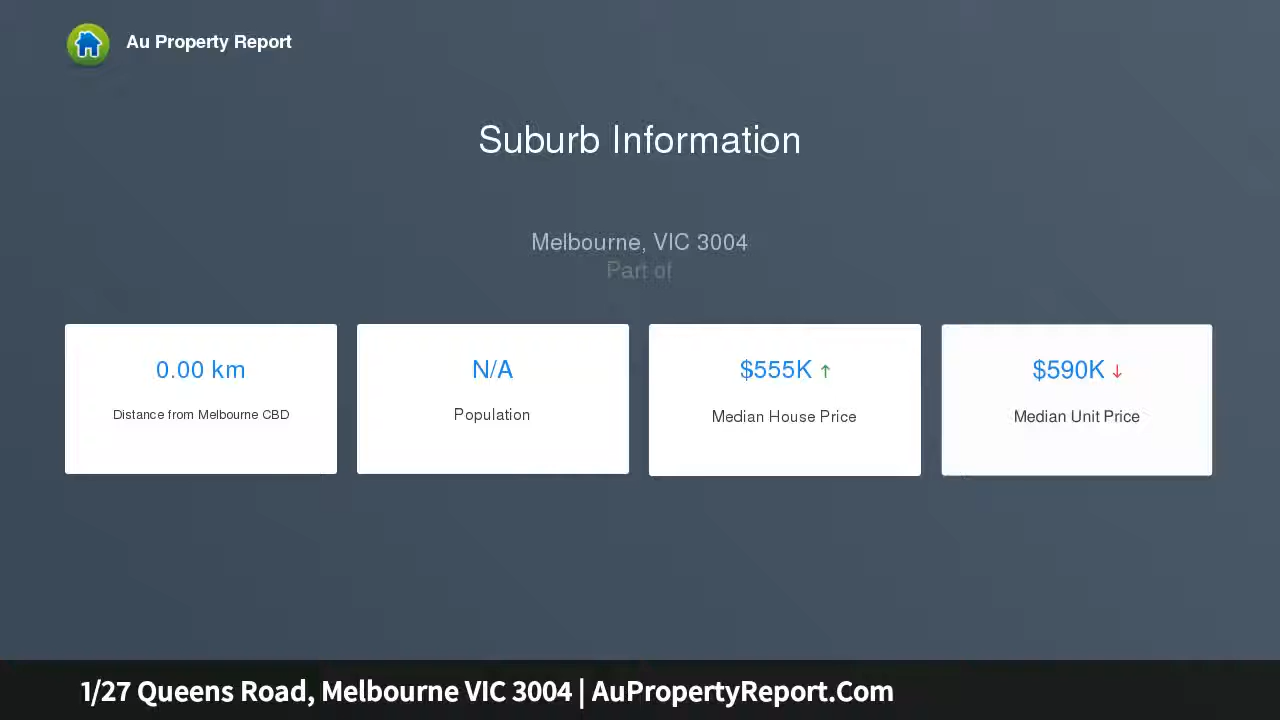 Au Property Report
Suburb Information
Melbourne, VIC 3004
Part of
0.00 km
Distance from Melbourne CBD
N/A
Population
$555K ↑
Median House Price
$590K ↓
Median Unit Price
1/27 Queens Road, Melbourne VIC 3004 | AuPropertyReport.Com